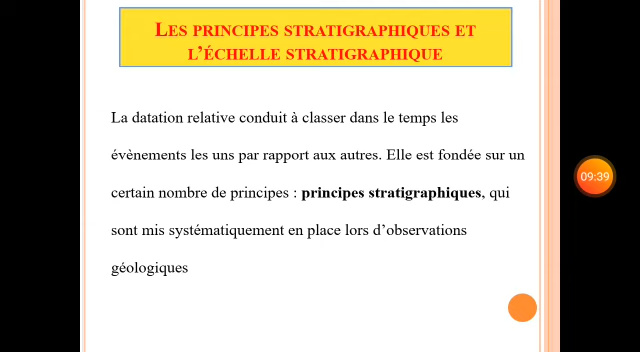 LES PRINCIPES STRATIGRAPHIQUES ET
L'ÉCHELLE STRATIGRAPHIQUE
La datation relative conduit à classer dans le temps les
évènements les uns par rapport aux autres. Elle est fondée sur un
certain nombre de principes : principes stratigraphiques, qui
sont mis systématiquement en place lors d'observations
géologiques
09:39